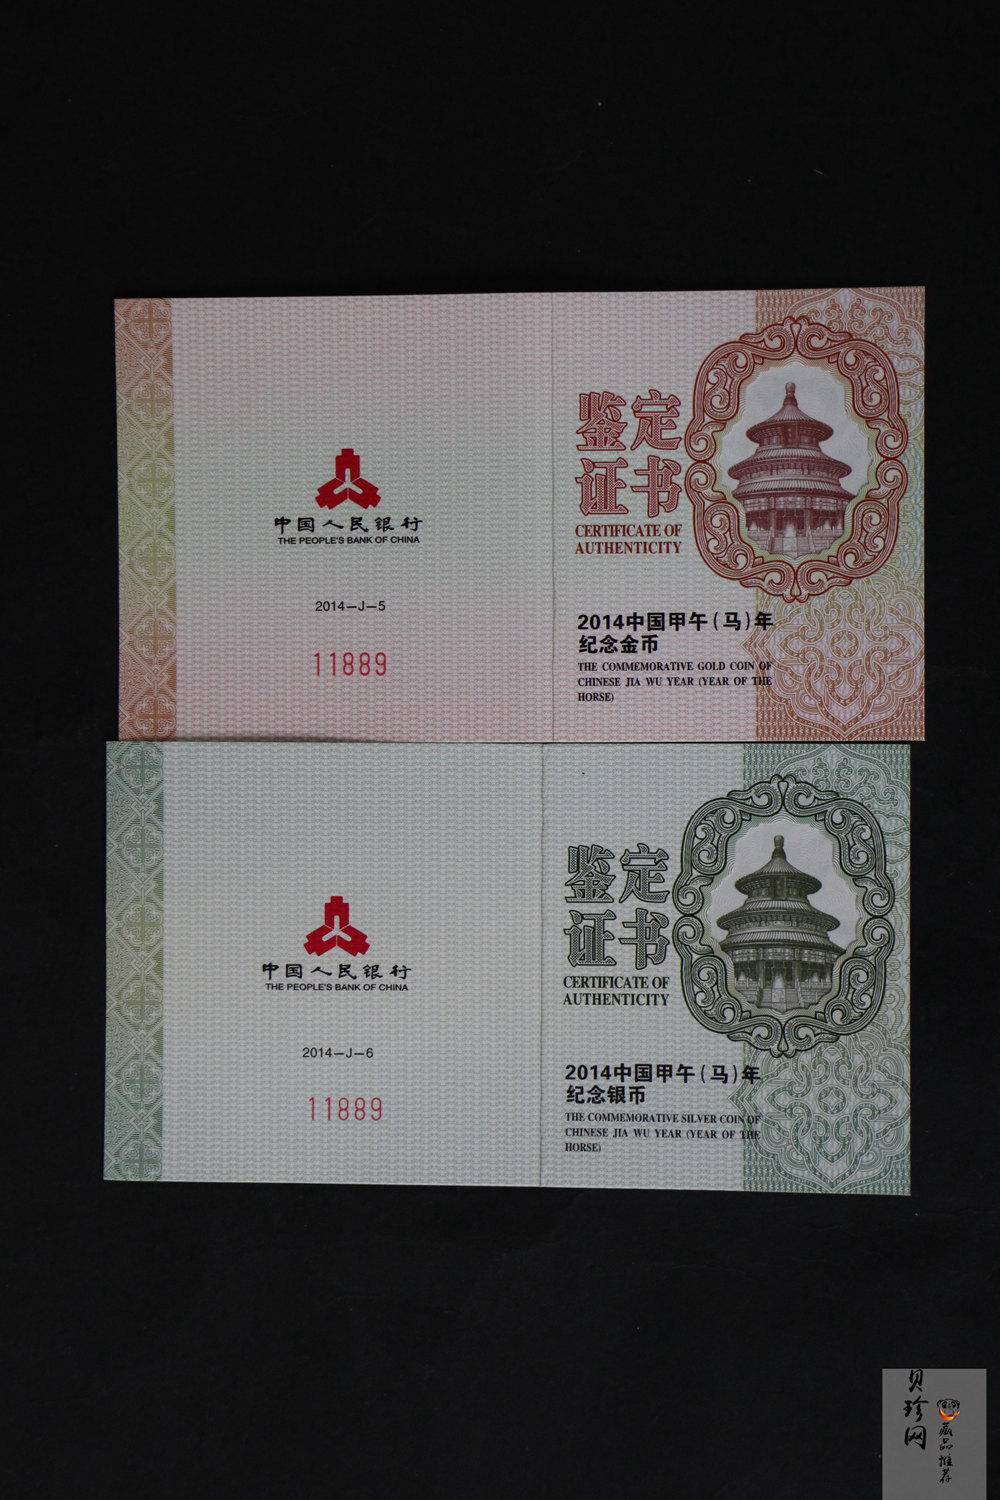 中国人民银行
THE PEOPLE'S BANK OF CHINA
2014—J—5
11889
鉴定
证书
CERTIFICATE OF
AUTHENTICITY
2014中国甲午(马)年
纪念金币
THE COMMEMORATIVE GOLD COIN OF
CHINESE JIA WU YEAR (YEAR OF THE
HORSE)
中国人民银行
THE PEOPLE'S BANK OF CHINA
2014—J—6
11889
鉴定
证书
CERTIFICATE OF
AUTHENTICITY
2014中国甲午(马)年
纪念银币
THE COMMEMORATIVE SILVER COIN OF
CHINESE JIA WU YEAR (YEAR OF THE
HORSE)
贝珍网
藏品推荐